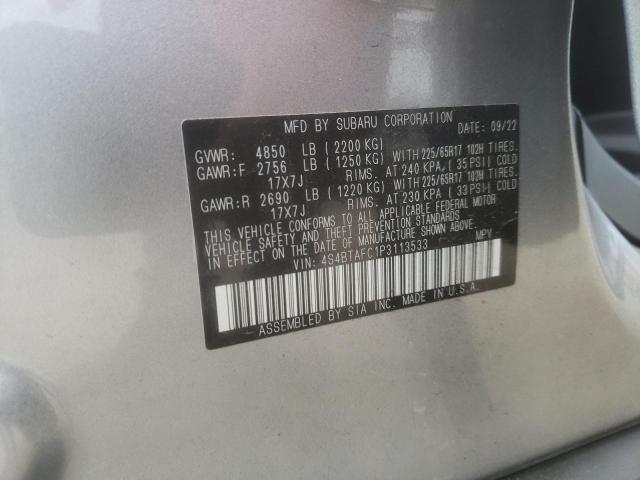 MFD BY SUBARU CORPORATION DATE: 09/22
GVWR: 4850 LB (2200 KG)
GAWR:F 2756 LB (1250 KG) WITH 225/65R17 102H TIRES.
17X7J RIMS. AT 240 KPA, (35 PSI) COLD
GAWR:R 2690 LB (1220 KG) WITH 225/65R17 102H TIRES.
17X7J RIMS. AT 230 KPA, (33 PSI) COLD
THIS VEHICLE CONFORMS TO ALL APPLICABLE FEDERAL MOTOR
VEHICLE SAFETY AND THEFT PREVENTION STANDARDS
IN EFFECT ON THE DATE OF MANUFACTURE SHOWN ABOVE.
VIN: 4S4BTAFC1P3113533 MPV
ASSEMBLED BY SIA INC. MADE IN U.S.A.